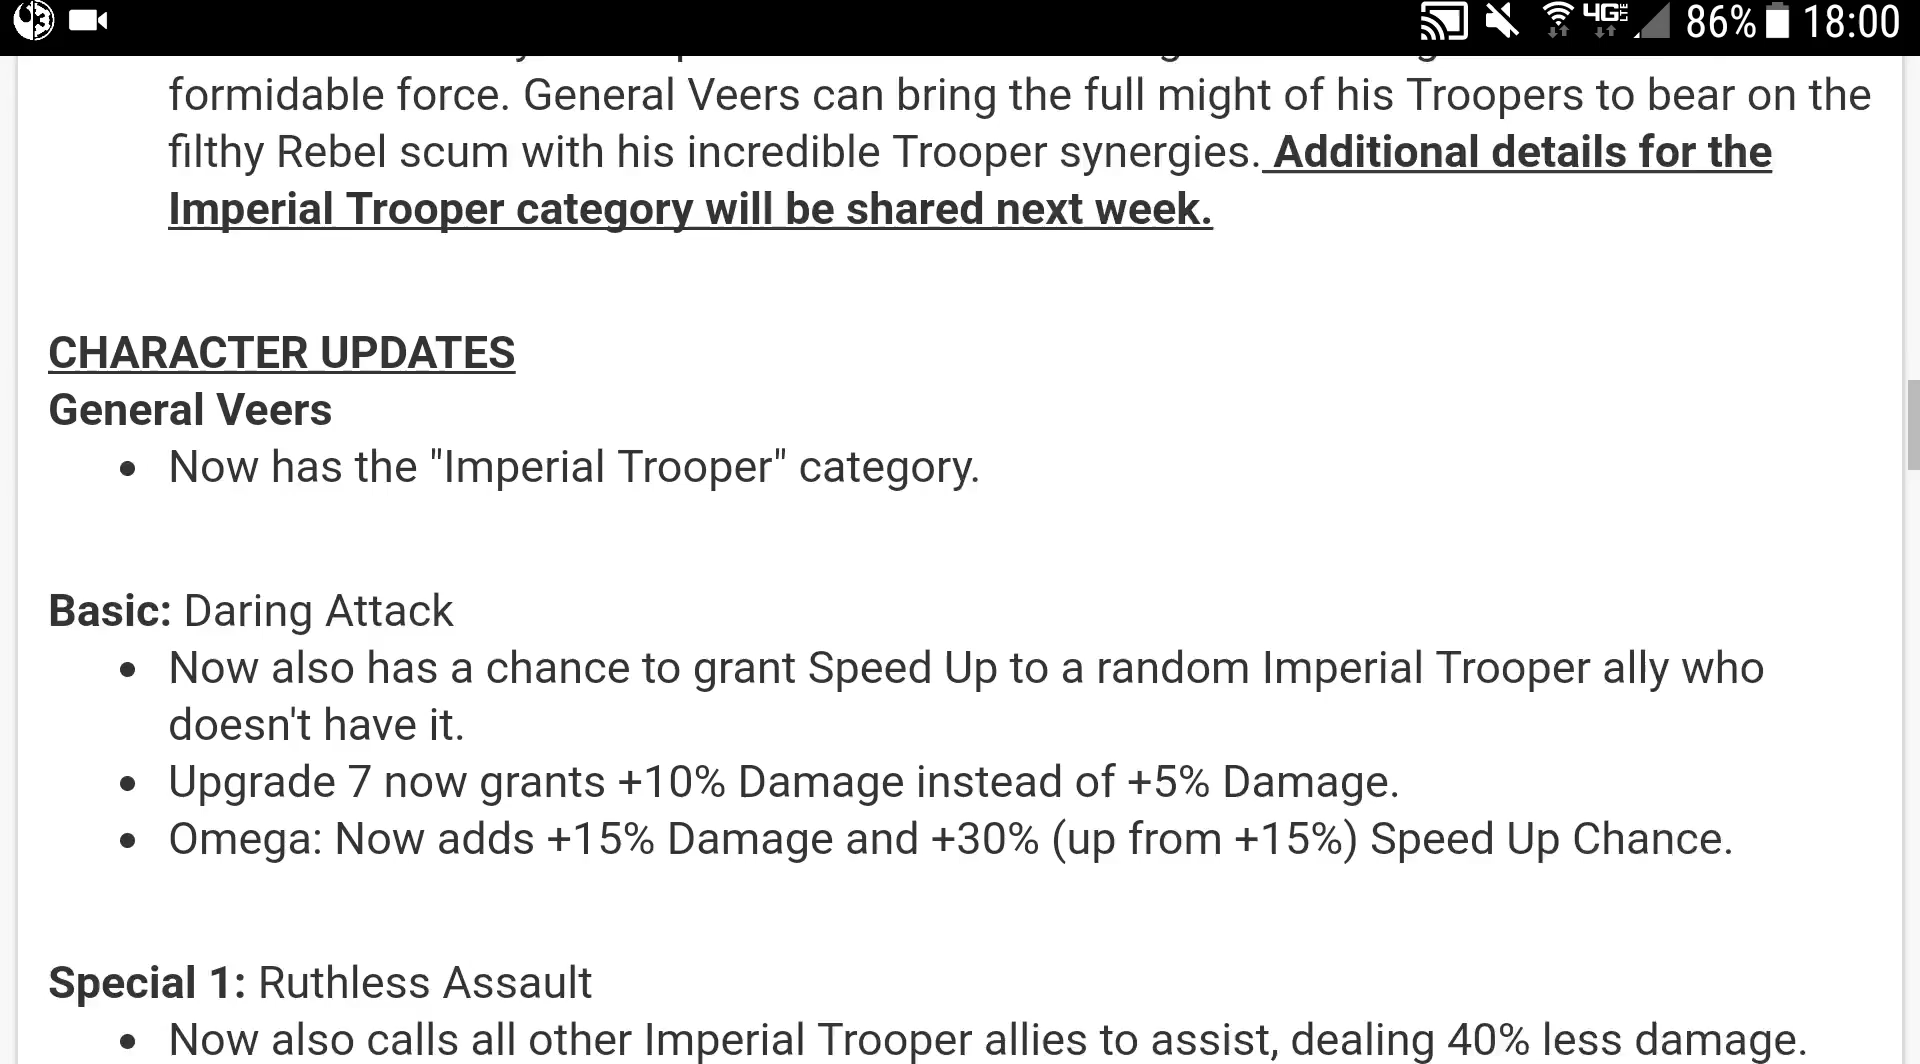 4G LTE 86% 18:00
formidable force. General Veers can bring the full might of his Troopers to bear on the
filthy Rebel scum with his incredible Trooper synergies. Additional details for the
Imperial Trooper category will be shared next week.
CHARACTER UPDATES
General Veers
• Now has the "Imperial Trooper" category.
Basic: Daring Attack
• Now also has a chance to grant Speed Up to a random Imperial Trooper ally who
doesn't have it.
• Upgrade 7 now grants +10% Damage instead of +5% Damage.
• Omega: Now adds +15% Damage and +30% (up from +15%) Speed Up Chance.
Special 1: Ruthless Assault
• Now also calls all other Imperial Trooper allies to assist, dealing 40% less damage.